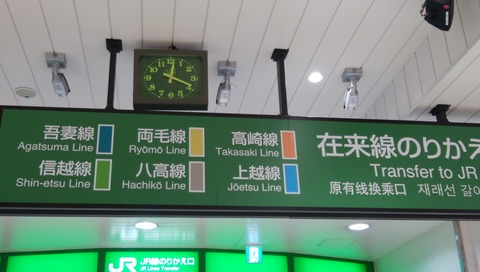 吾妻線
Agatsuma Line
両毛線
Ryōmō Line
高崎線
Takasaki Line
信越線
Shin-etsu Line
八高線
Hachikō Line
上越線
Jōetsu Line
在来線のりかえ
Transfer to JR
原有线换乘口 재래선 갈아
JR JR線のりかえ口
JR Lines Transfer